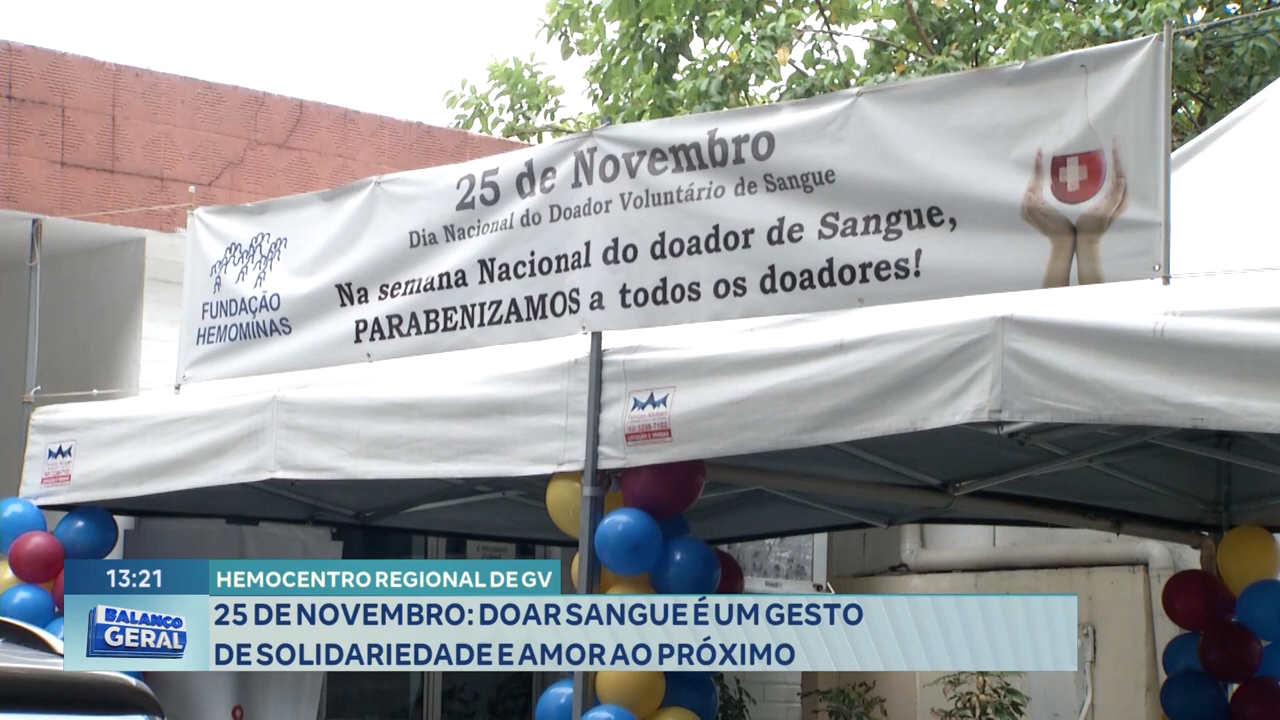 25 de Novembro
Dia Nacional do Doador Voluntário de Sangue
Na semana Nacional do doador de Sangue,
PARABENIZAMOS a todos os doadores!
FUNDAÇÃO
HEMOMINAS
13:21
HEMOCENTRO REGIONAL DE GV
BALANÇO
GERAL
25 DE NOVEMBRO: DOAR SANGUE É UM GESTO
DE SOLIDARIEDADE E AMOR AO PRÓXIMO